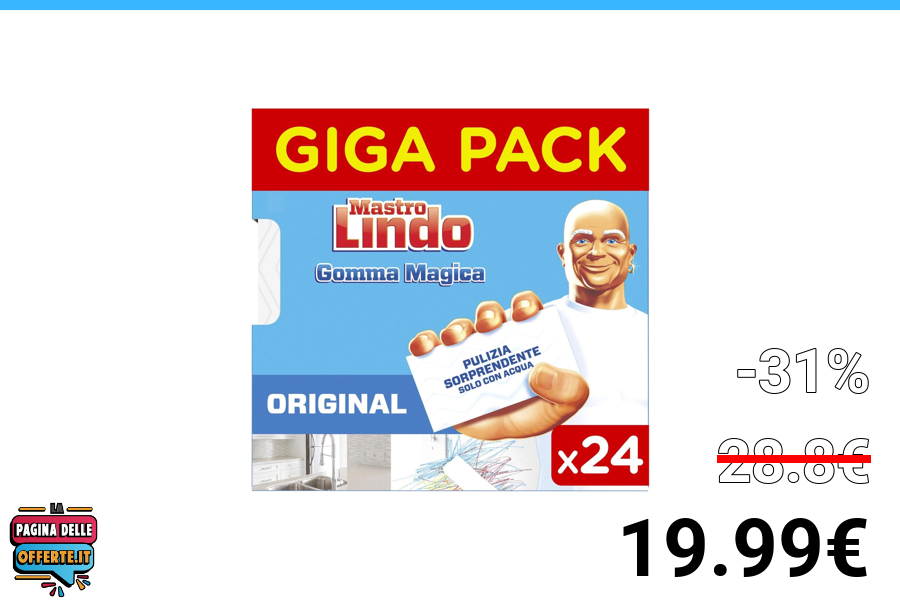 GIGA PACK
Mastro
Lindo
Gomma Magica
PULIZIA
SORPRENDENTE
SOLO CON ACQUA
ORIGINAL
x24
-31%
28.8€
19.99€
LA
PAGINA DELLE
OFFERTE.IT